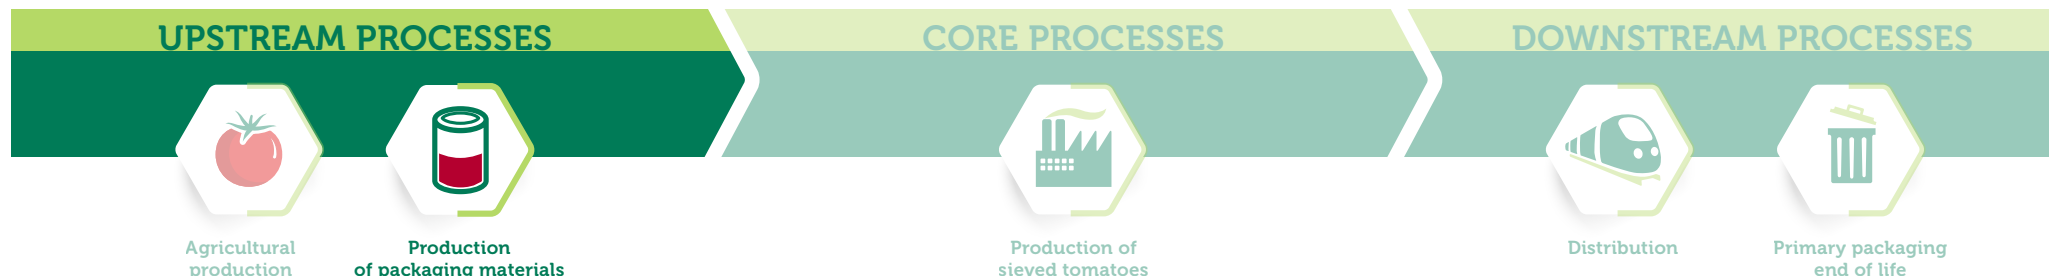 UPSTREAM PROCESSES
CORE PROCESSES
DOWNSTREAM PROCESSES
Agricultural
production
Production
of packaging materials
Production of
sieved tomatoes
Distribution
Primary packaging
end of life